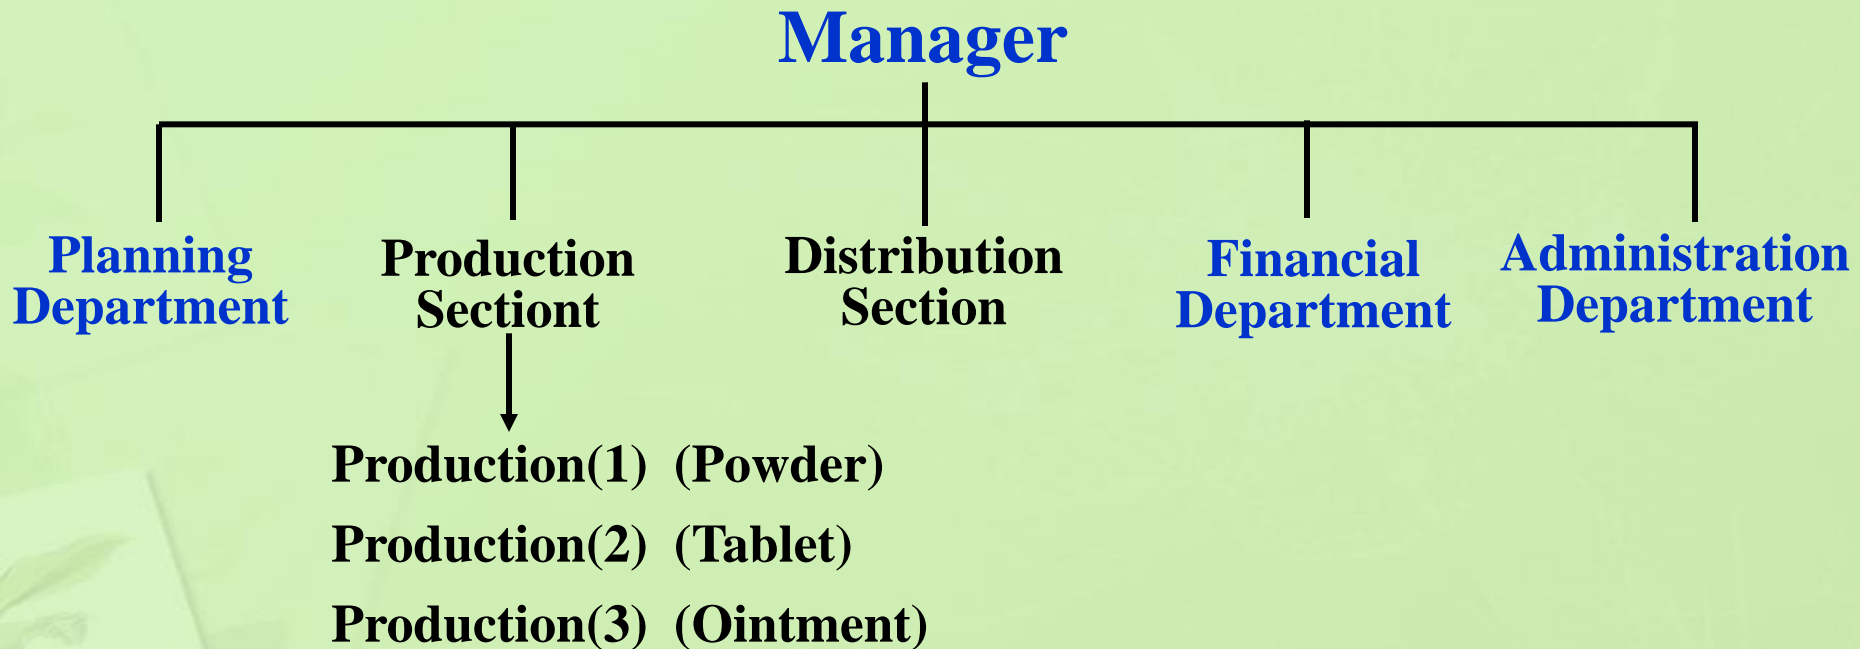 Manager
Planning
Department
Production
Sectiont
Distribution
Section
Financial
Department
Administration
Department
Production(1) (Powder)
Production(2) (Tablet)
Production(3) (Ointment)